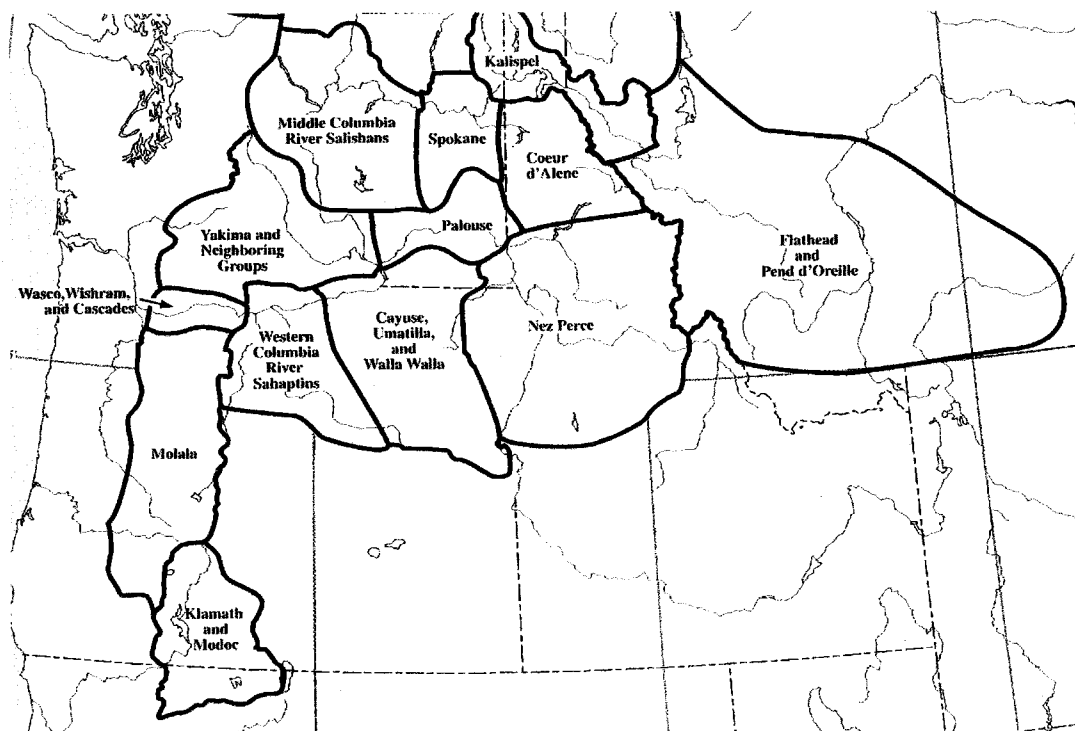 Kalispel
Middle Columbia
River Salishans
Spokane
Coeur
d'Alene
Palouse
Yakima and
Neighboring
Groups
Flathead
and
Pend d'Oreille
Wasco, Wishram,
and Cascades
Cayuse,
Umatilla,
and
Walla Walla
Nez Perce
Western
Columbia
River
Sahaptins
Molala
Klamath
and
Modoc